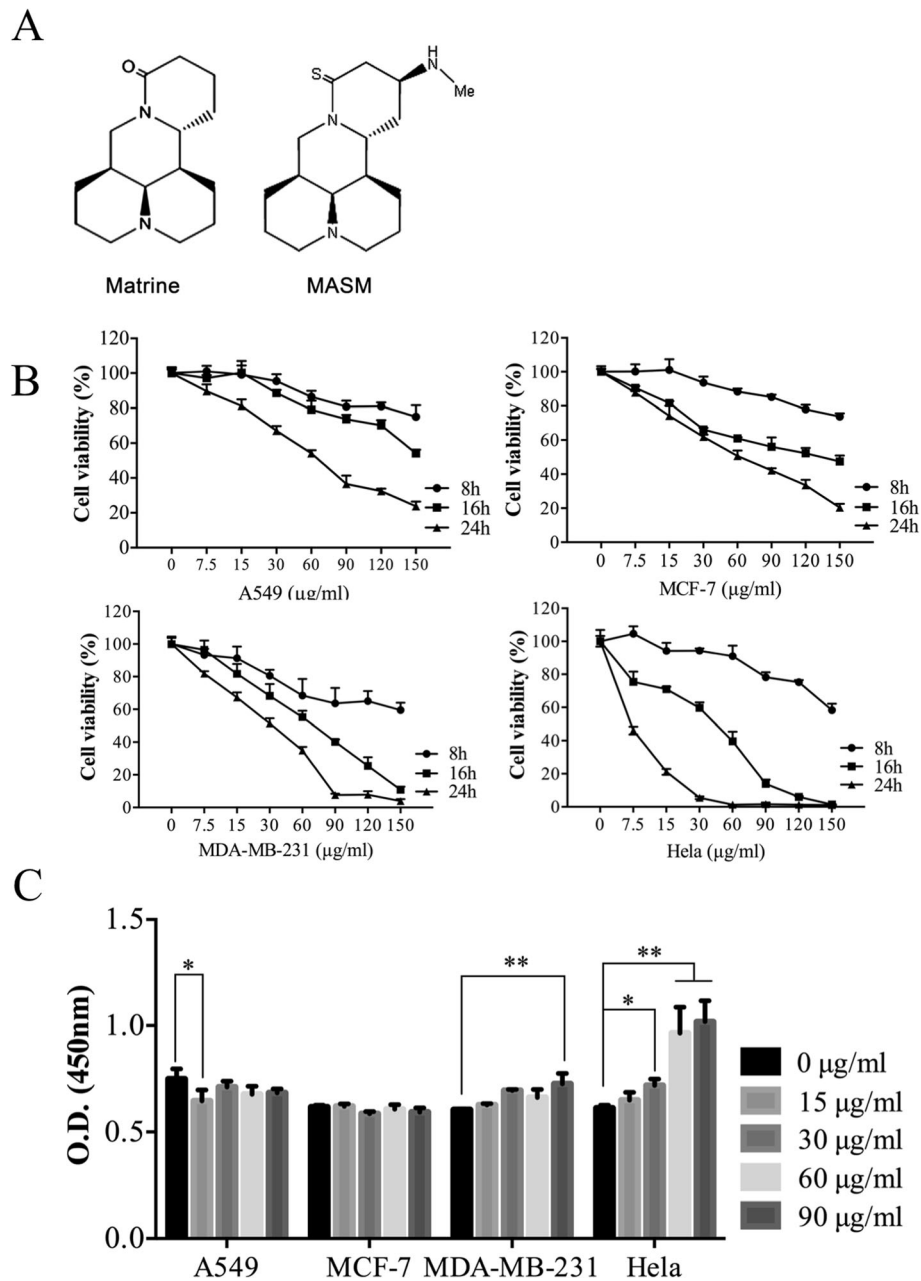 A
O
N
N
Matrine
S
H
N
Me
N
N
MASM
B
Cell viability (%)
120
100
80
60
40
20
0
0 7.5 15 30 60 90 120 150
A549 (μg/ml)
8h
16h
24h
Cell viability (%)
120
100
80
60
40
20
0
0 7.5 15 30 60 90 120 150
MCF-7 (μg/ml)
8h
16h
24h
Cell viability (%)
120
100
80
60
40
20
0
0 7.5 15 30 60 90 120 150
MDA-MB-231 (μg/ml)
8h
16h
24h
Cell viability (%)
120
100
80
60
40
20
0
0 7.5 15 30 60 90 120 150
Hela (μg/ml)
8h
16h
24h
C
O.D. (450nm)
1.5
1.0
0.5
0.0
*
**
**
*
A549 MCF-7 MDA-MB-231 Hela
0 μg/ml
15 μg/ml
30 μg/ml
60 μg/ml
90 μg/ml